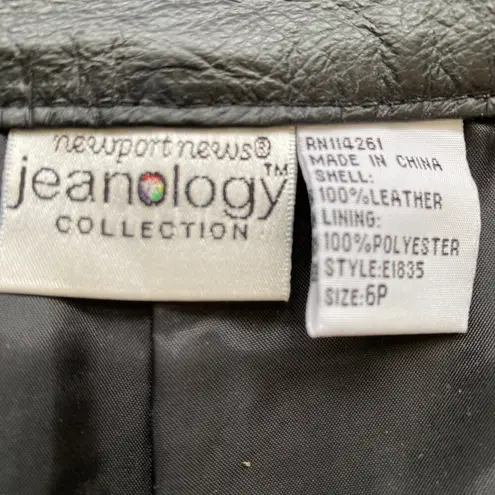 newport news®
jeanology™
COLLECTION
RN114261
MADE IN CHINA
SHELL:
100%LEATHER
LINING:
100%POLYESTER
STYLE:E1835
SIZE:6P